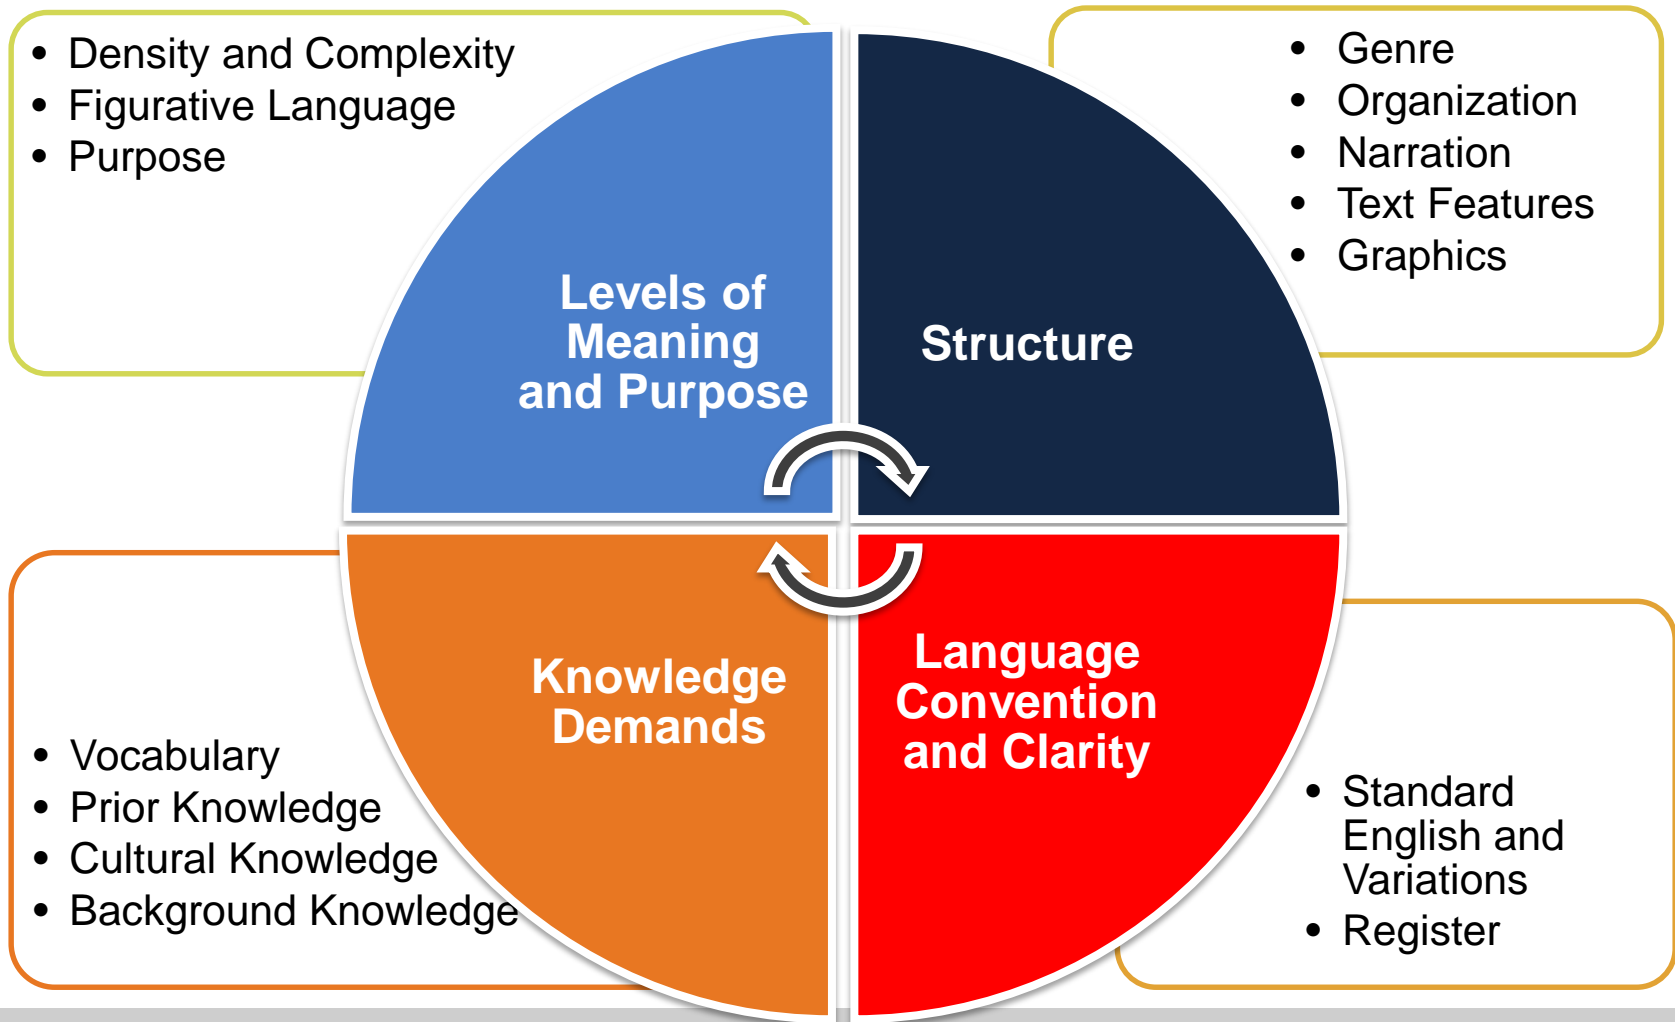 • Density and Complexity
• Figurative Language
• Purpose
Levels of
Meaning
and Purpose
• Genre
• Organization
• Narration
• Text Features
• Graphics
Structure
Knowledge
Demands
• Vocabulary
• Prior Knowledge
• Cultural Knowledge
• Background Knowledge
Language
Convention
and Clarity
• Standard
English and
Variations
• Register